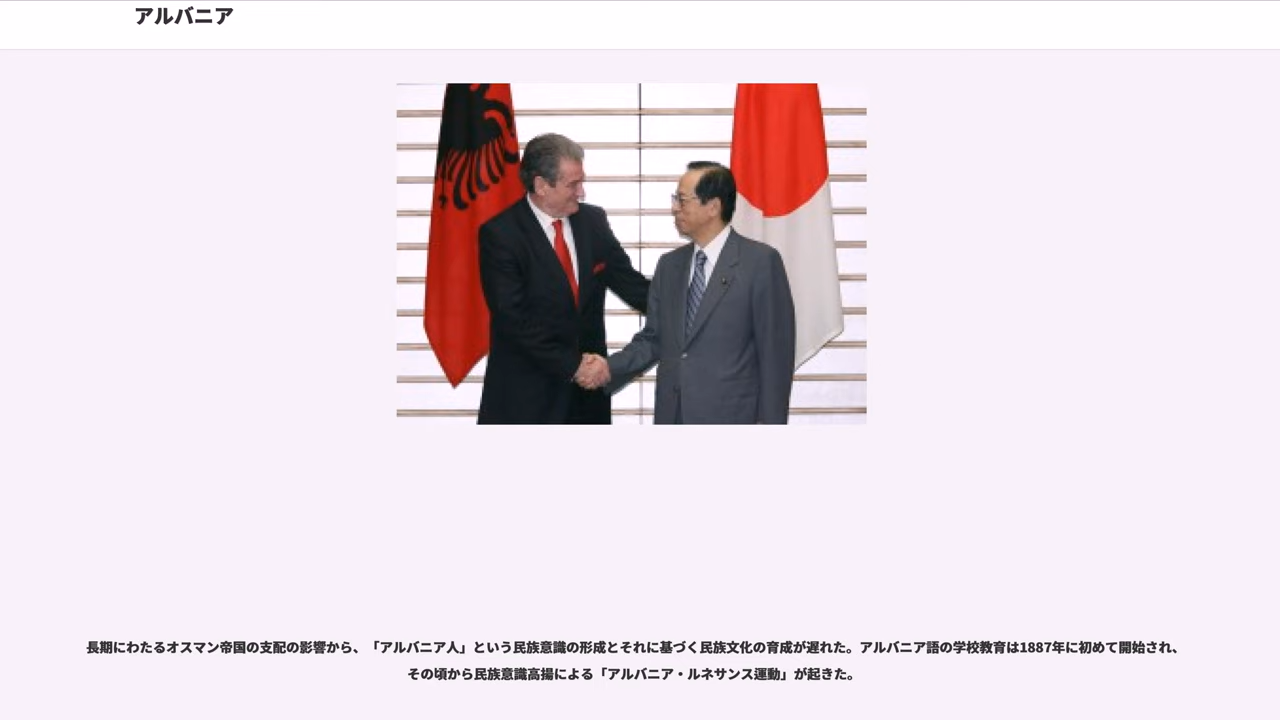 アルバニア
長期にわたるオスマン帝国の支配の影響から、「アルバニア人」という民族意識の形成とそれに基づく民族文化の育成が遅れた。アルバニア語の学校教育は1887年に初めて開始され、
その頃から民族意識高揚による「アルバニア・ルネサンス運動」が起きた。